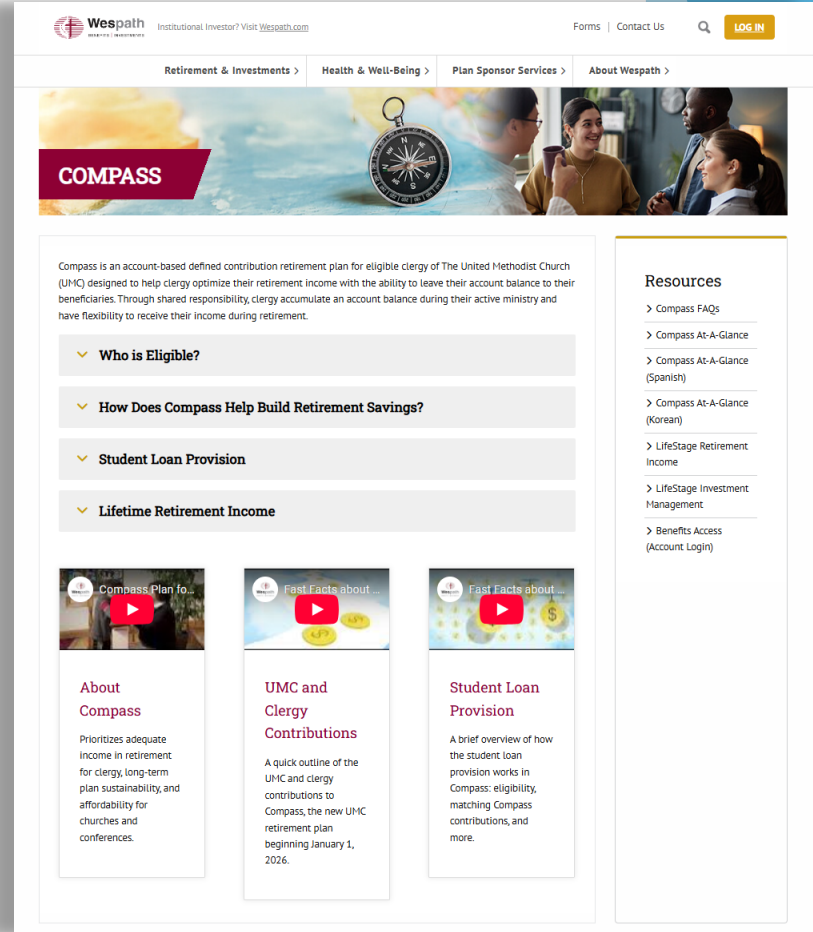 Wespath
BENEFITS | INVESTMENTS
Institutional Investor? Visit Wespath.com
Forms | Contact Us
LOG IN
Retirement & Investments >
Health & Well-Being >
Plan Sponsor Services >
About Wespath >
COMPASS
Compass is an account-based defined contribution retirement plan for eligible clergy of The United Methodist Church
(UMC) designed to help clergy optimize their retirement income with the ability to leave their account balance to their
beneficiaries. Through shared responsibility, clergy accumulate an account balance during their active ministry and
have flexibility to receive their income during retirement.
Who is Eligible?
How Does Compass Help Build Retirement Savings?
Student Loan Provision
Lifetime Retirement Income
Compass Plan fo...
About
Compass
Prioritizes adequate
income in retirement
for clergy, long-term
plan sustainability, and
affordability for
churches and
conferences.
Fast Facts about ...
UMC and
Clergy
Contributions
A quick outline of the
UMC and clergy
contributions to
Compass, the new UMC
retirement plan
beginning January 1,
2026.
Fast Facts about ...
Student Loan
Provision
A brief overview of how
the student loan
provision works in
Compass: eligibility,
matching Compass
contributions, and
more.
Resources
> Compass FAQs
> Compass At-A-Glance
> Compass At-A-Glance
(Spanish)
> Compass At-A-Glance
(Korean)
> LifeStage Retirement
Income
> LifeStage Investment
Management
> Benefits Access
(Account Login)